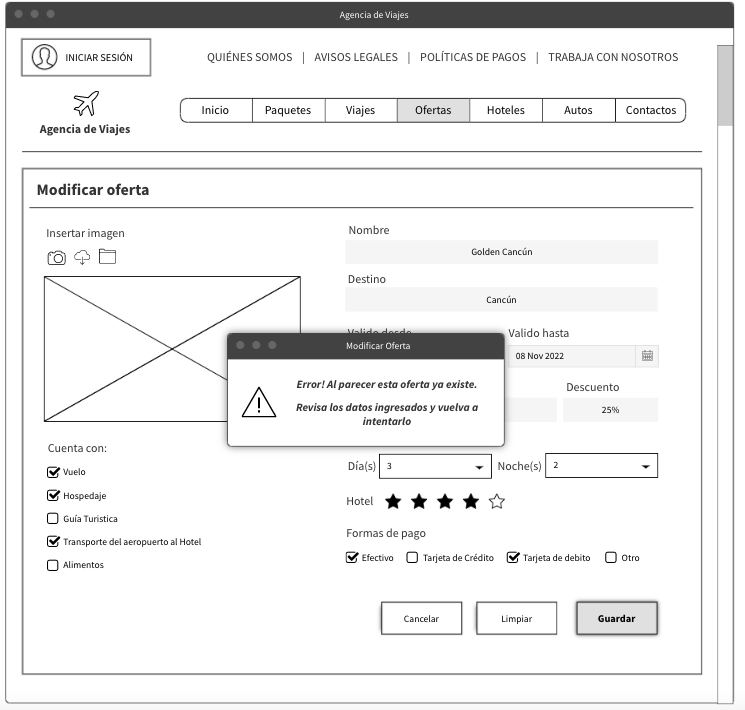 Agencia de Viajes
INICIAR SESIÓN
QUIÉNES SOMOS | AVISOS LEGALES | POLÍTICAS DE PAGOS | TRABAJA CON NOSOTROS
Agencia de Viajes
Inicio Paquetes Viajes Ofertas Hoteles Autos Contactos
Modificar oferta
Insertar imagen
Nombre
Golden Cancún
Destino
Cancún
Valido desde Valido hasta
08 Nov 2022
Modificar Oferta
Error! Al parecer esta oferta ya existe.
Revisa los datos ingresados y vuelva a
intentarlo
Descuento
25%
Cuenta con:
Vuelo
Hospedaje
Guía Turistica
Transporte del aeropuerto al Hotel
Alimentos
Día(s) 3 Noche(s) 2
Hotel
Formas de pago
Efectivo Tarjeta de Crédito Tarjeta de debito Otro
Cancelar Limpiar Guardar